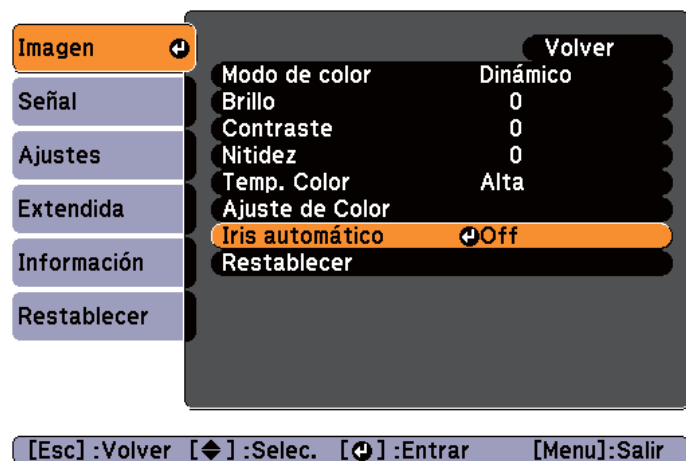 Imagen
Señal
Ajustes
Extendida
Información
Restablecer
Volver
Modo de color Dinámico
Brillo 0
Contraste 0
Nitidez 0
Temp. Color Alta
Ajuste de Color
Iris automático Off
Restablecer
[Esc] :Volver [ ] :Selec. [ ] :Entrar [Menu]:Salir